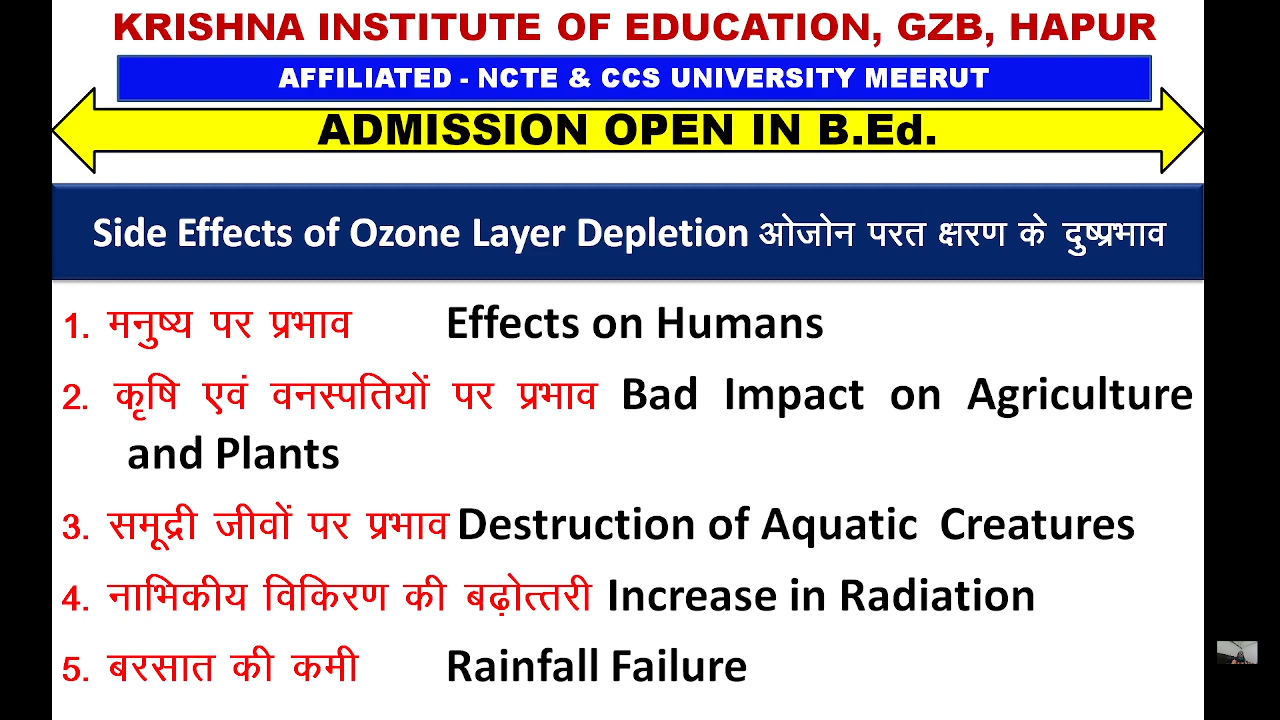 KRISHNA INSTITUTE OF EDUCATION, GZB, HAPUR
AFFILIATED - NCTE & CCS UNIVERSITY MEERUT
ADMISSION OPEN IN B.Ed.
Side Effects of Ozone Layer Depletion ओजोन परत क्षरण के दुष्प्रभाव
1. मनुष्य पर प्रभाव Effects on Humans
2. कृषि एवं वनस्पतियों पर प्रभाव Bad Impact on Agriculture
and Plants
3. समूद्री जीवों पर प्रभाव Destruction of Aquatic Creatures
4. नाभिकीय विकिरण की बढ़ोत्तरी Increase in Radiation
5. बरसात की कमी Rainfall Failure